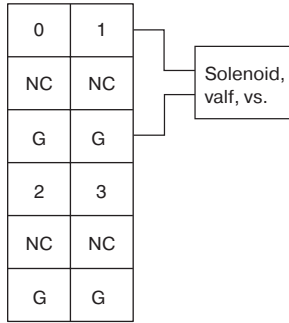 0 1
NC NC
G G
2 3
NC NC
G G
Solenoid,
valf, vs.